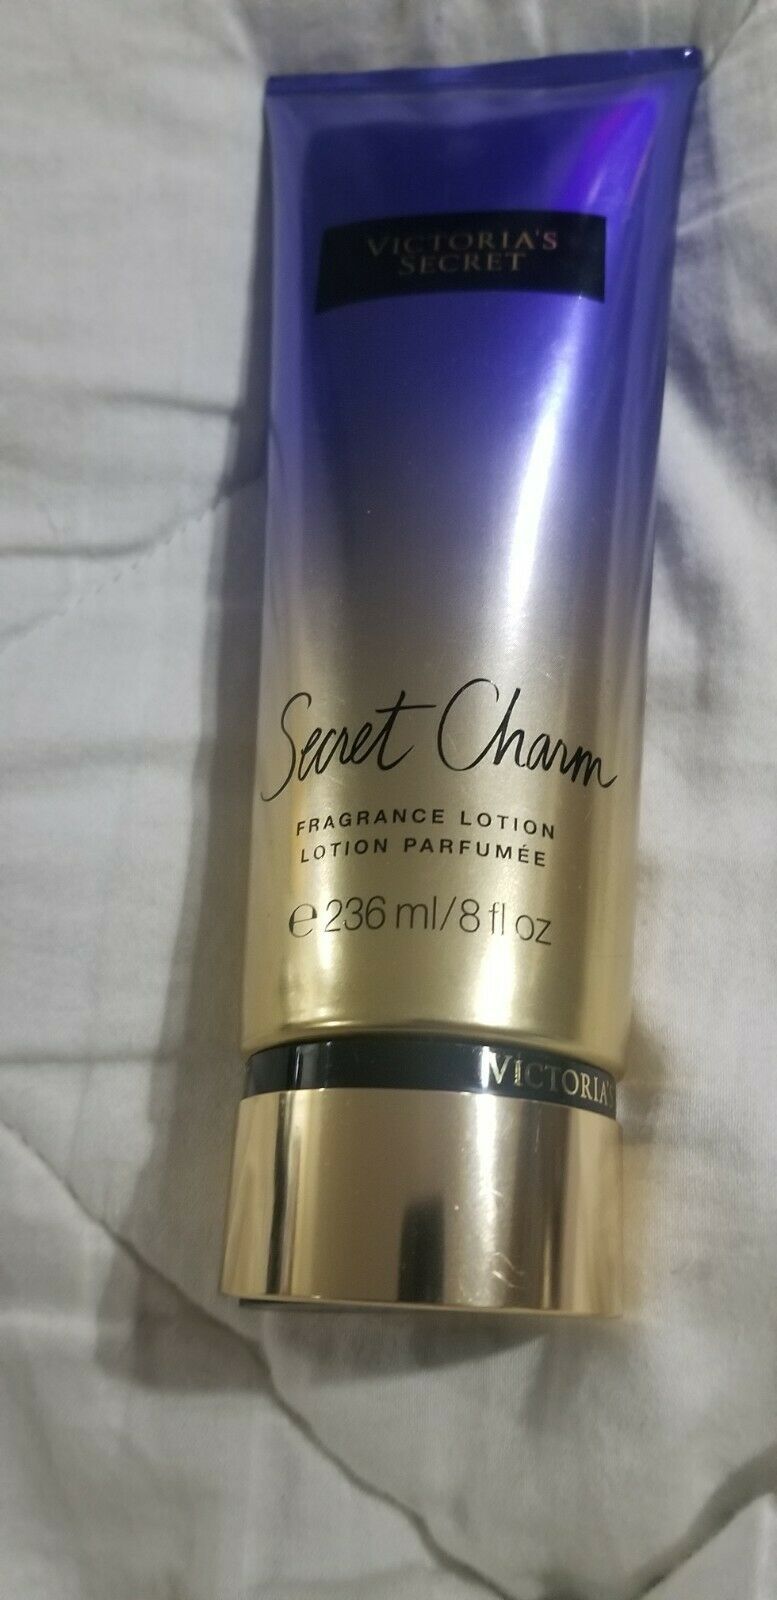 VICTORIA'S
SECRET
Secret Charm
FRAGRANCE LOTION
LOTION PARFUMÉE
℮ 236 ml/8 fl oz
VICTORIA'S